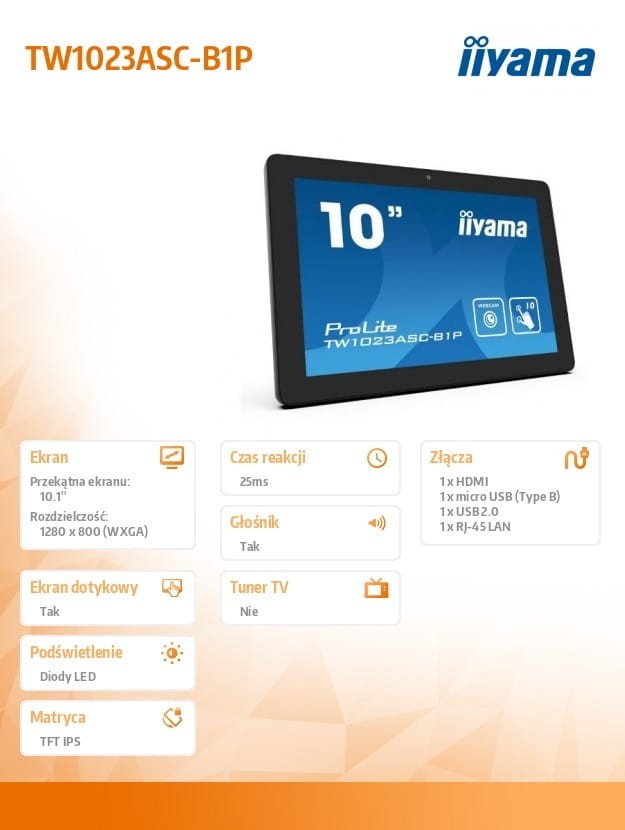 TW1023ASC-B1P
iiyama
10”
iiyama
WEBCAM
10
ProLite
TW1023ASC-B1P
Ekran
Przekątna ekranu:
10.1"
Rozdzielczość:
1280 x 800 (WXGA)
Ekran dotykowy
Tak
Podświetlenie
Diody LED
Matryca
TFT IPS
Czas reakcji
25ms
Głośnik
Tak
Tuner TV
Nie
Złącza
1 x HDMI
1 x micro USB (Type B)
1 x USB 2.0
1 x RJ-45 LAN